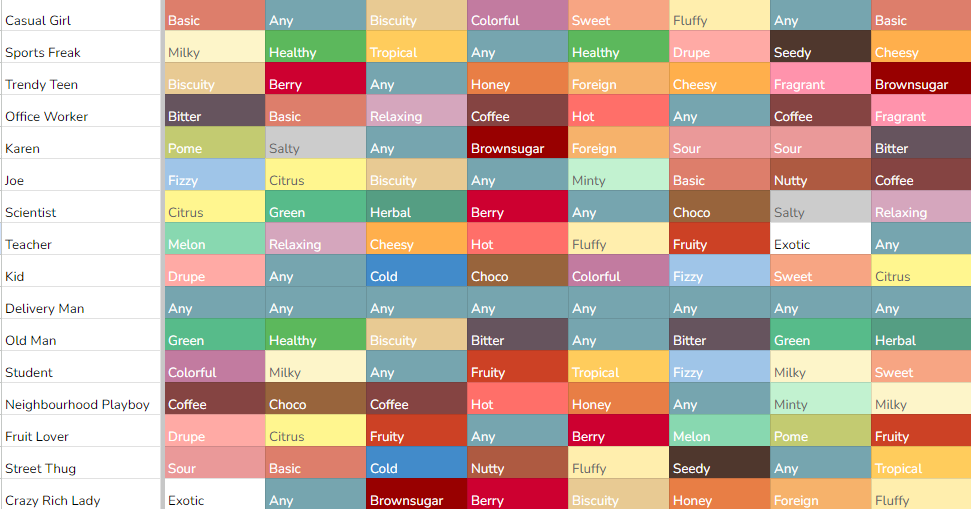 Casual Girl Basic Any Biscuity Colorful Sweet Fluffy Any Basic
Sports Freak Milky Healthy Tropical Any Healthy Drupe Seedy Cheesy
Trendy Teen Biscuity Berry Any Honey Foreign Cheesy Fragrant Brownsugar
Office Worker Bitter Basic Relaxing Coffee Hot Any Coffee Fragrant
Karen Pome Salty Any Brownsugar Foreign Sour Sour Bitter
Joe Fizzy Citrus Biscuity Any Minty Basic Nutty Coffee
Scientist Citrus Green Herbal Berry Any Choco Salty Relaxing
Teacher Melon Relaxing Cheesy Hot Fluffy Fruity Exotic Any
Kid Drupe Any Cold Choco Colorful Fizzy Sweet Citrus
Delivery Man Any Any Any Any Any Any Any Any
Old Man Green Healthy Biscuity Bitter Any Bitter Green Herbal
Student Colorful Milky Any Fruity Tropical Fizzy Milky Sweet
Neighbourhood Playboy Coffee Choco Coffee Hot Honey Any Minty Milky
Fruit Lover Drupe Citrus Fruity Any Berry Melon Pome Fruity
Street Thug Sour Basic Cold Nutty Fluffy Seedy Any Tropical
Crazy Rich Lady Exotic Any Brownsugar Berry Biscuity Honey Foreign Fluffy